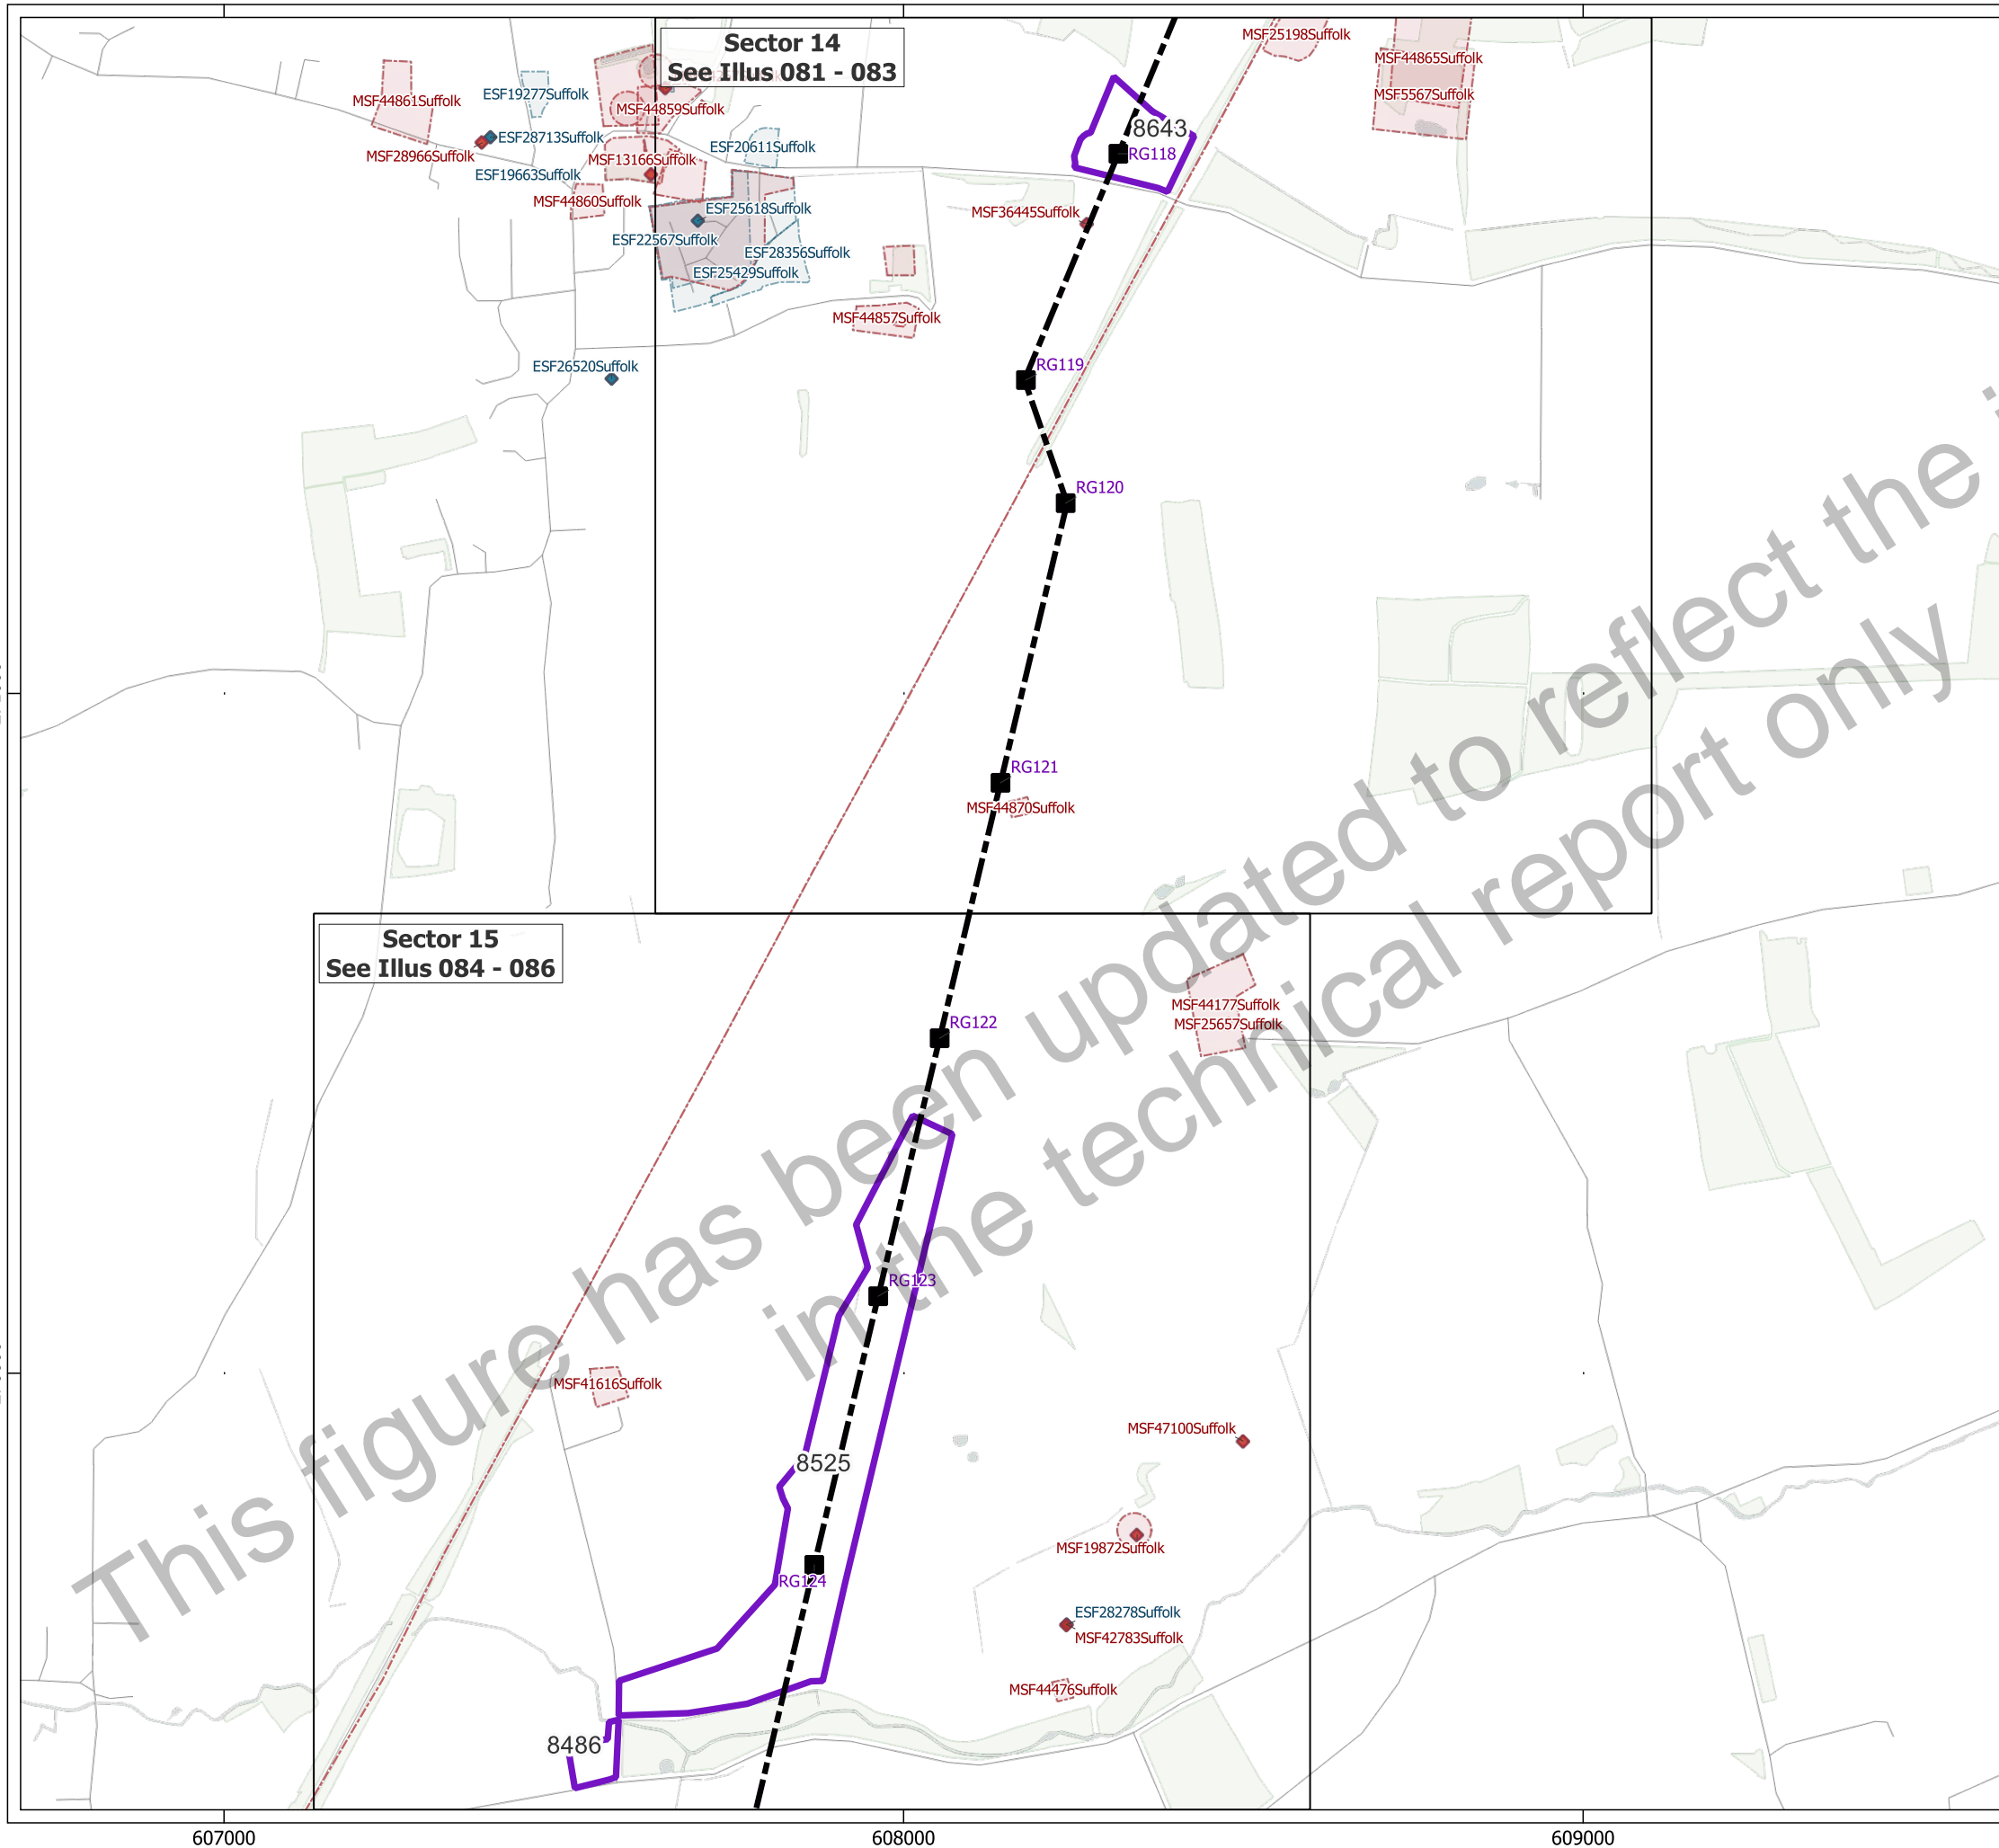 Sector 14
See Illus 081 - 083
MSF25198Suffolk
MSF44865Suffolk
MSF5567Suffolk
MSF44861Suffolk
ESF19277Suffolk
MSF44859Suffolk
8643
RG118
ESF28713Suffolk
MSF28966Suffolk
ESF20611Suffolk
MSF13166Suffolk
ESF19663Suffolk
MSF44860Suffolk
ESF25618Suffolk
MSF36445Suffolk
ESF22567Suffolk
ESF28356Suffolk
ESF25429Suffolk
MSF44857Suffolk
ESF26520Suffolk
RG119
RG120
RG121
MSF44870Suffolk
Sector 15
See Illus 084 - 086
MSF44177Suffolk
MSF25657Suffolk
RG122
RG123
MSF41616Suffolk
MSF47100Suffolk
8525
MSF19872Suffolk
RG124
ESF28278Suffolk
MSF42783Suffolk
MSF44476Suffolk
8486
This figure has been updated to reflect the
in the technical report only
607000
608000
609000